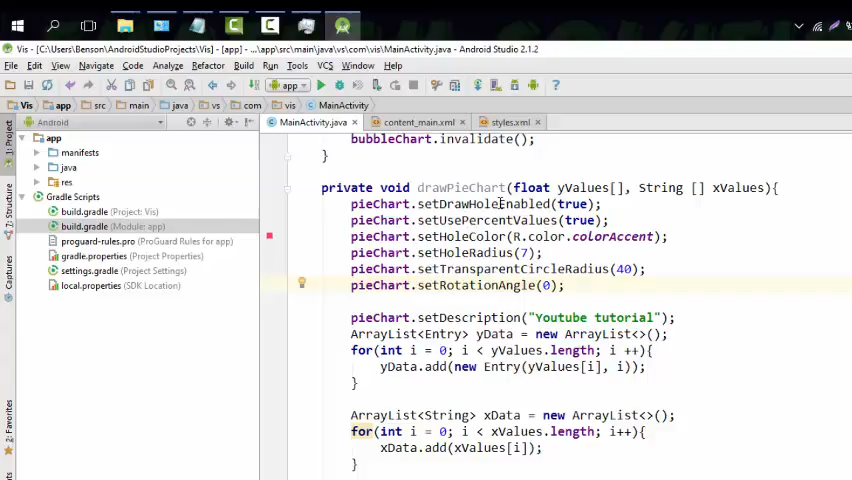 Vis - [C:\Users\Benson\AndroidStudioProjects\Vis] - [app] - ...\app\src\main\java\vs\com\vis\MainActivity.java - Android Studio 2.1.2
File Edit View Navigate Code Analyze Refactor Build Run Tools VCS Window Help
app
Vis app src main java vs com vis MainActivity
Android
MainActivity.java content_main.xml styles.xml
1: Project
Structure
Captures
2: Favorites
app
manifests
java
res
Gradle Scripts
build.gradle (Project: Vis)
build.gradle (Module: app)
proguard-rules.pro (ProGuard Rules for app)
gradle.properties (Project Properties)
settings.gradle (Project Settings)
local.properties (SDK Location)
bubbleChart.invalidate();
}
private void drawPieChart(float yValues[], String [] xValues){
pieChart.setDrawHoleEnabled(true);
pieChart.setUsePercentValues(true);
pieChart.setHoleColor(R.color.colorAccent);
pieChart.setHoleRadius(7);
pieChart.setTransparentCircleRadius(40);
pieChart.setRotationAngle(0);
pieChart.setDescription("Youtube tutorial");
ArrayList<Entry> yData = new ArrayList<>();
for(int i = 0; i < yValues.length; i ++){
yData.add(new Entry(yValues[i], i));
}
ArrayList<String> xData = new ArrayList<>();
for(int i = 0; i < xValues.length; i++){
xData.add(xValues[i]);
}